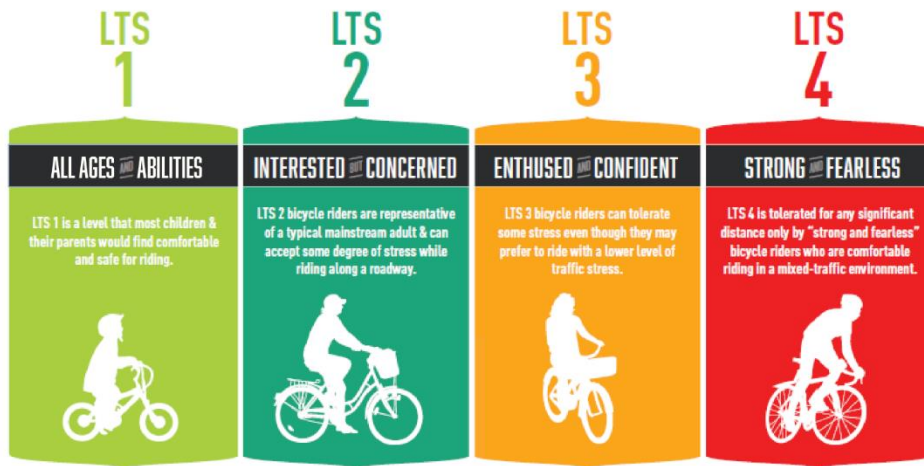 LTS
1
ALL AGES AND ABILITIES
LTS 1 is a level that most children &
their parents would find comfortable
and safe for riding.
LTS
2
INTERESTED BUT CONCERNED
LTS 2 bicycle riders are representative
of a typical mainstream adult & can
accept some degree of stress while
riding along a roadway.
LTS
3
ENTHUSED AND CONFIDENT
LTS 3 bicycle riders can tolerate
some stress even though they may
prefer to ride with a lower level of
traffic stress.
LTS
4
STRONG AND FEARLESS
LTS 4 is tolerated for any significant
distance only by “strong and fearless”
bicycle riders who are comfortable
riding in a mixed-traffic environment.